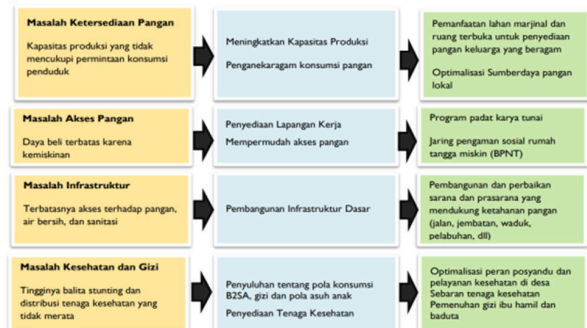 Masalah Ketersediaan Pangan
Kapasitas produksi yang tidak
mencukupi permintaan konsumsi
penduduk
Meningkatkan Kapasitas Produksi
Penganekaragam konsumsi pangan
Pemanfaatan lahan marjinal dan
ruang terbuka untuk penyediaan
pangan keluarga yang beragam
Optimalisasi Sumberdaya pangan
lokal
Masalah Akses Pangan
Daya beli terbatas karena
kemiskinan
Penyediaan Lapangan Kerja
Mempermudah akses pangan
Program padat karya tunai
Jaring pengaman sosial rumah
tangga miskin (BPNT)
Masalah Infrastruktur
Terbatasnya akses terhadap pangan,
air bersih, dan sanitasi
Pembangunan Infrastruktur Dasar
Pembangunan dan perbaikan
sarana dan prasarana yang
mendukung ketahanan pangan
(jalan, jembatan, waduk,
pelabuhan, dll)
Masalah Kesehatan dan Gizi
Tingginya balita stunting dan
distribusi tenaga kesehatan yang
tidak merata
Penyuluhan tentang pola konsumsi
B2SA, gizi dan pola asuh anak
Penyediaan Tenaga Kesehatan
Optimalisasi peran posyandu dan
pelayanan kesehatan di desa
Sebaran tenaga kesehatan
Pemenuhan gizi ibu hamil dan
baduta